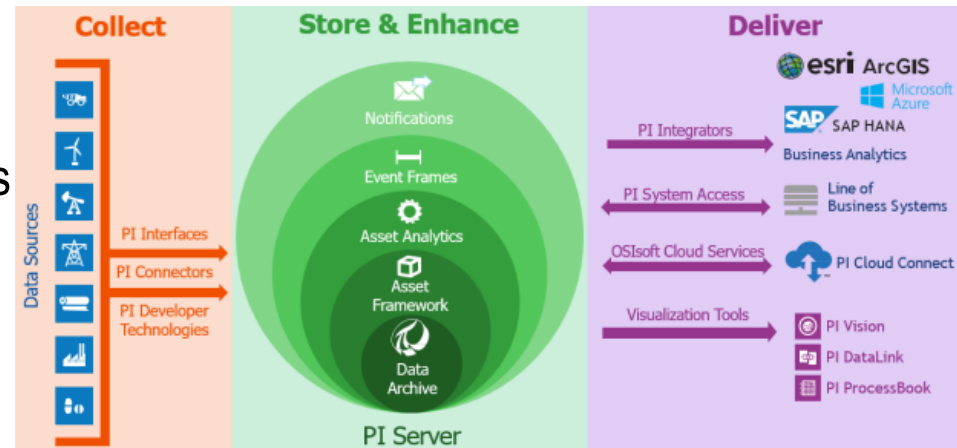 Collect
Store & Enhance
Deliver
s
Data Sources
PI Interfaces
PI Connectors
PI Developer
Technologies
Notifications
Event Frames
Asset Analytics
Asset
Framework
Data
Archive
PI Server
PI Integrators
esri ArcGIS
Microsoft
Azure
SAP SAP HANA
Business Analytics
PI System Access
Line of
Business Systems
OSIsoft Cloud Services
PI Cloud Connect
Visualization Tools
PI Vision
PI DataLink
PI ProcessBook